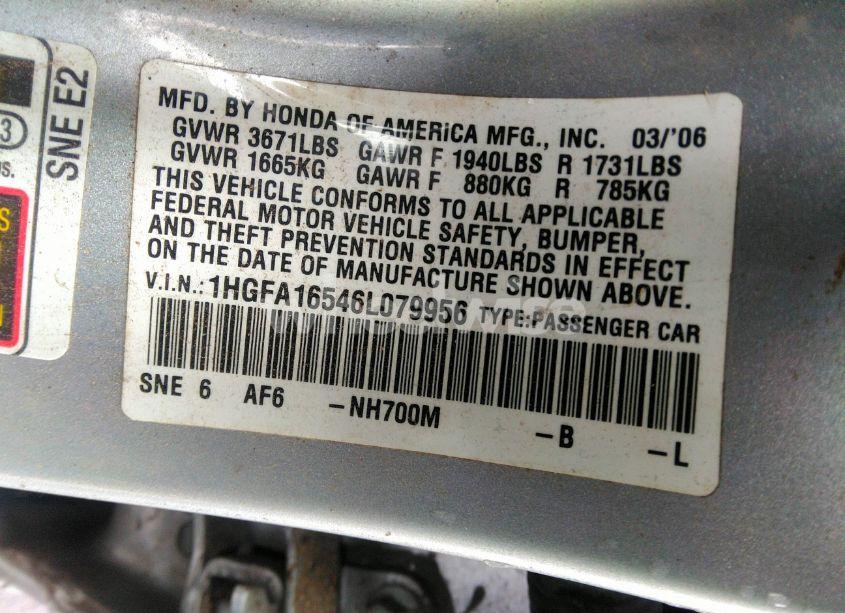 3
US.
SNE E2
S
MFD. BY HONDA OF AMERICA MFG., INC. 03/'06
GVWR 3671LBS GAWR F 1940LBS R 1731LBS
GVWR 1665KG GAWR F 880KG R 785KG
THIS VEHICLE CONFORMS TO ALL APPLICABLE
FEDERAL MOTOR VEHICLE SAFETY, BUMPER,
AND THEFT PREVENTION STANDARDS IN EFFECT
ON THE DATE OF MANUFACTURE SHOWN ABOVE.
V.I.N.: 1HGFA16546L079956 TYPE:PASSENGER CAR
SNE 6 AF6 -NH700M -B -L